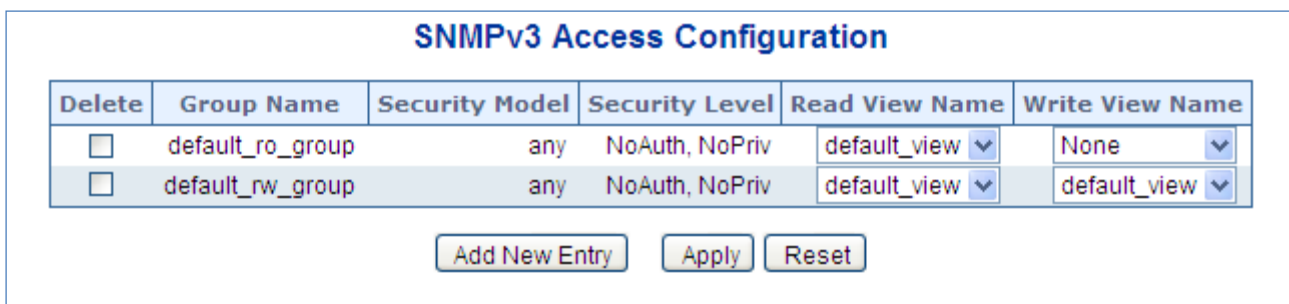 SNMPv3 Access Configuration
Delete Group Name Security Model Security Level Read View Name Write View Name
default_ro_group any NoAuth, NoPriv default_view None
default_rw_group any NoAuth, NoPriv default_view default_view
Add New Entry Apply Reset